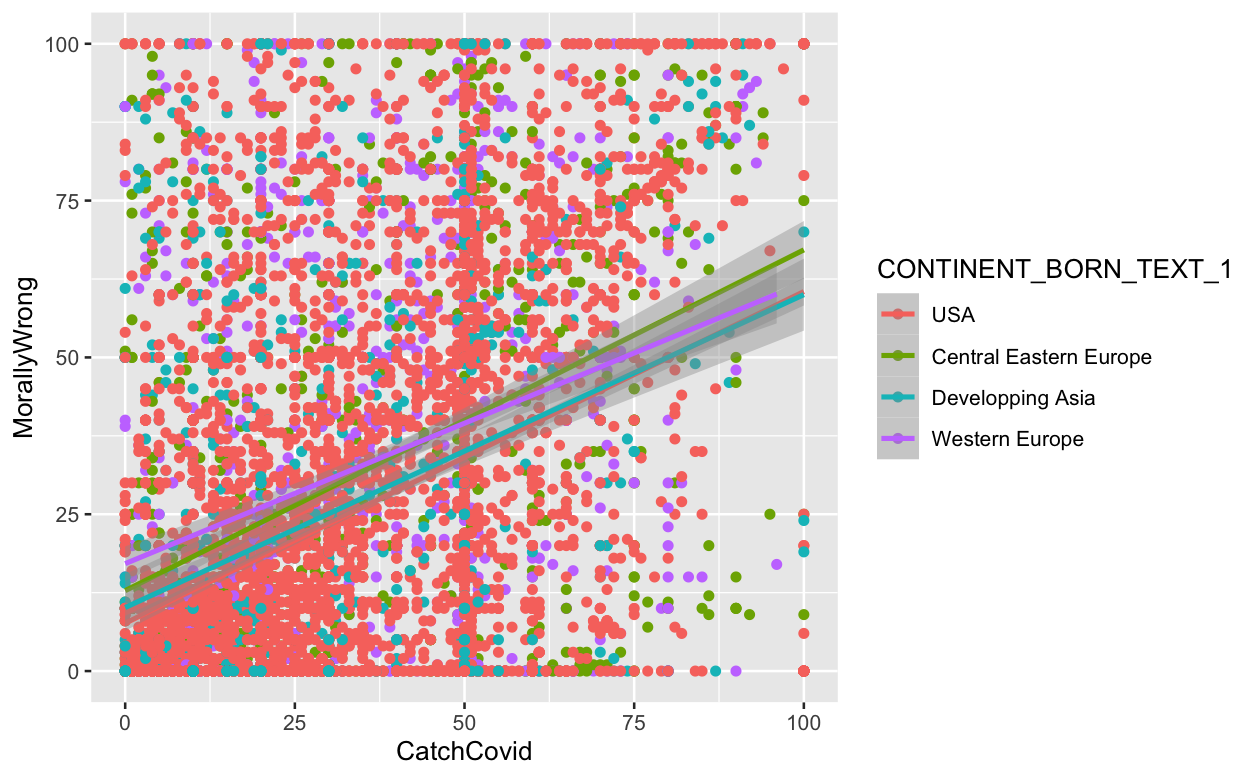 100
75
50
25
0
MorallyWrong
0
25
50
75
100
CatchCovid
CONTINENT_BORN_TEXT_1
USA
Central Eastern Europe
Developping Asia
Western Europe